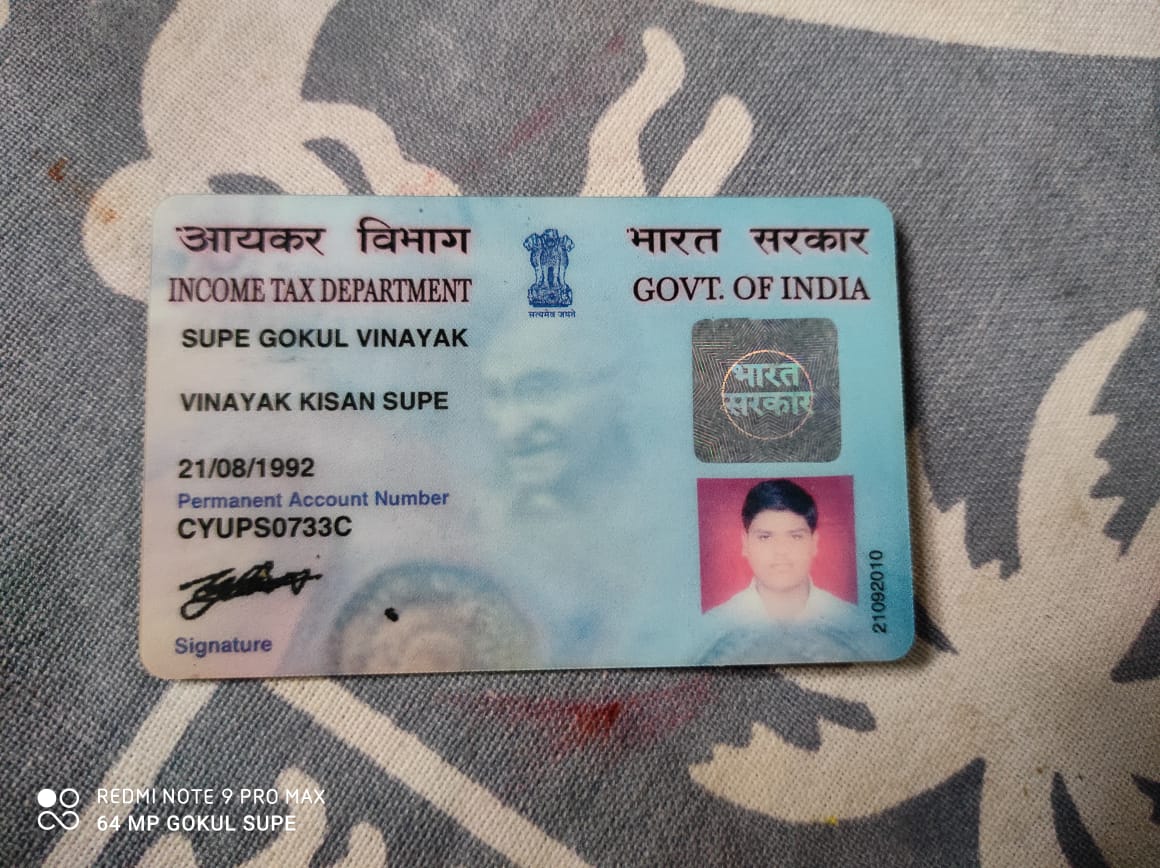 आयकर विभाग
भारत सरकार
INCOME TAX DEPARTMENT
GOVT. OF INDIA
सत्यमेव जयते
SUPE GOKUL VINAYAK
VINAYAK KISAN SUPE
भारत
सरकार
21/08/1992
Permanent Account Number
CYUPS0733C
21092010
Signature
REDMI NOTE 9 PRO MAX
64 MP GOKUL SUPE